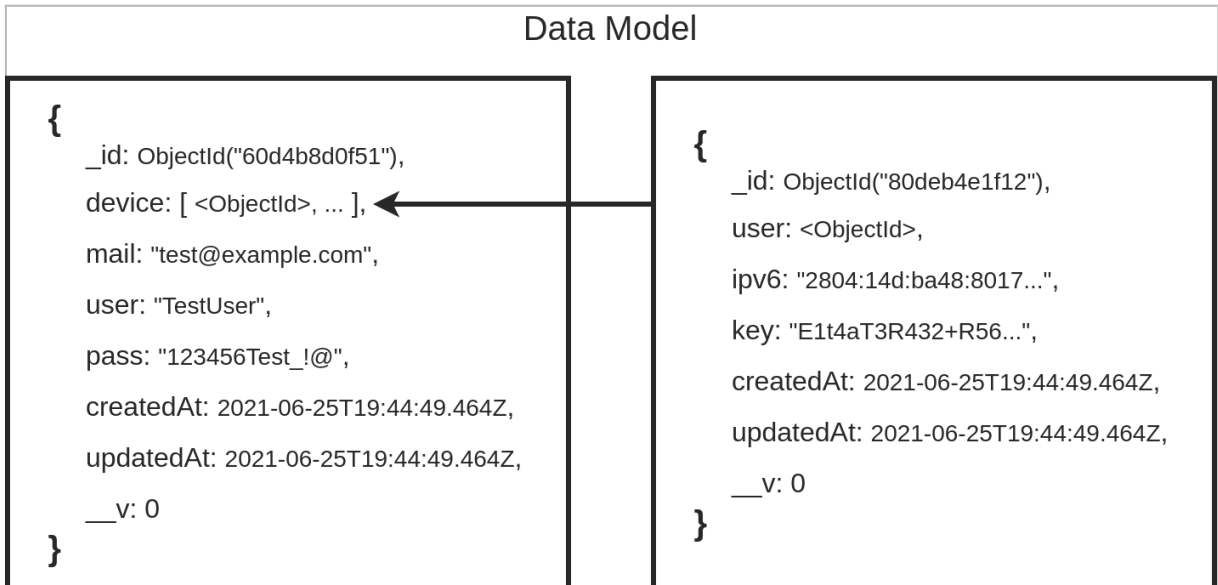 Data Model
{
_id: ObjectId("60d4b8d0f51"),
device: [ <ObjectId>, ... ],
mail: "test@example.com",
user: "TestUser",
pass: "123456Test_!@",
createdAt: 2021-06-25T19:44:49.464Z,
updatedAt: 2021-06-25T19:44:49.464Z,
__v: 0
}
{
_id: ObjectId("80deb4e1f12"),
user: <ObjectId>,
ipv6: "2804:14d:ba48:8017...",
key: "E1t4aT3R432+R56...",
createdAt: 2021-06-25T19:44:49.464Z,
updatedAt: 2021-06-25T19:44:49.464Z,
__v: 0
}